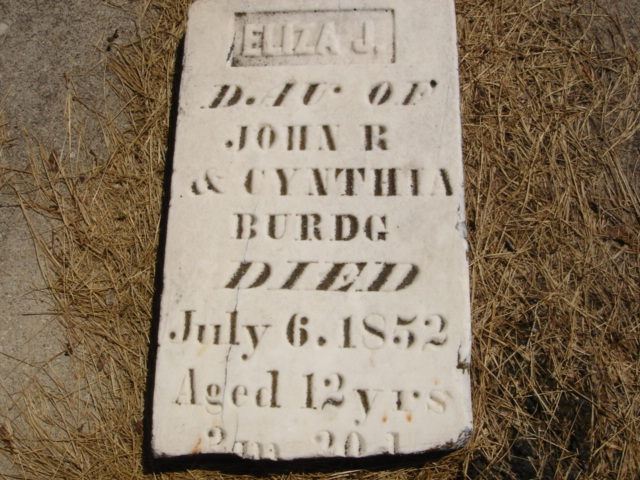 ELIZA J.
DAU. OF
JOHN R
& CYNTHIA
BURDG
DIED
July 6. 1852
Aged 12 yrs